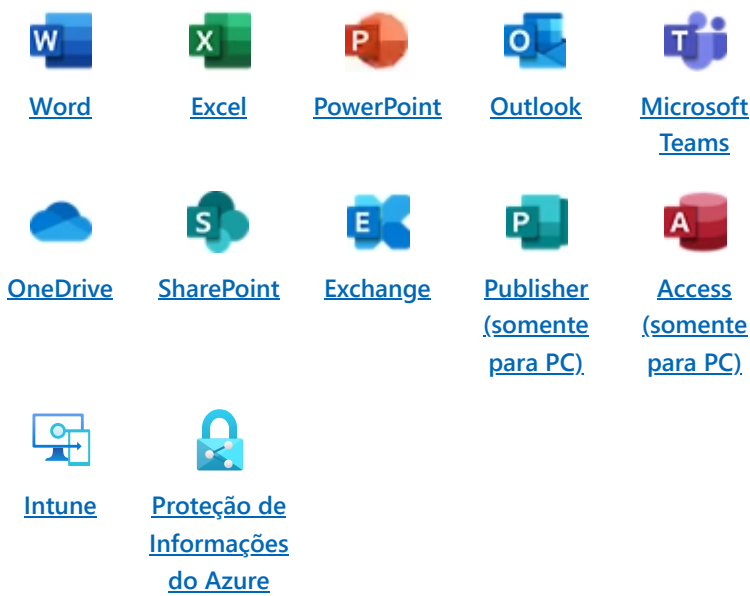 W X P O T
Word Excel PowerPoint Outlook Microsoft
Teams
S E P A
OneDrive SharePoint Exchange Publisher Access
(somente (somente
para PC) para PC)
Intune Proteção de
Informações
do Azure